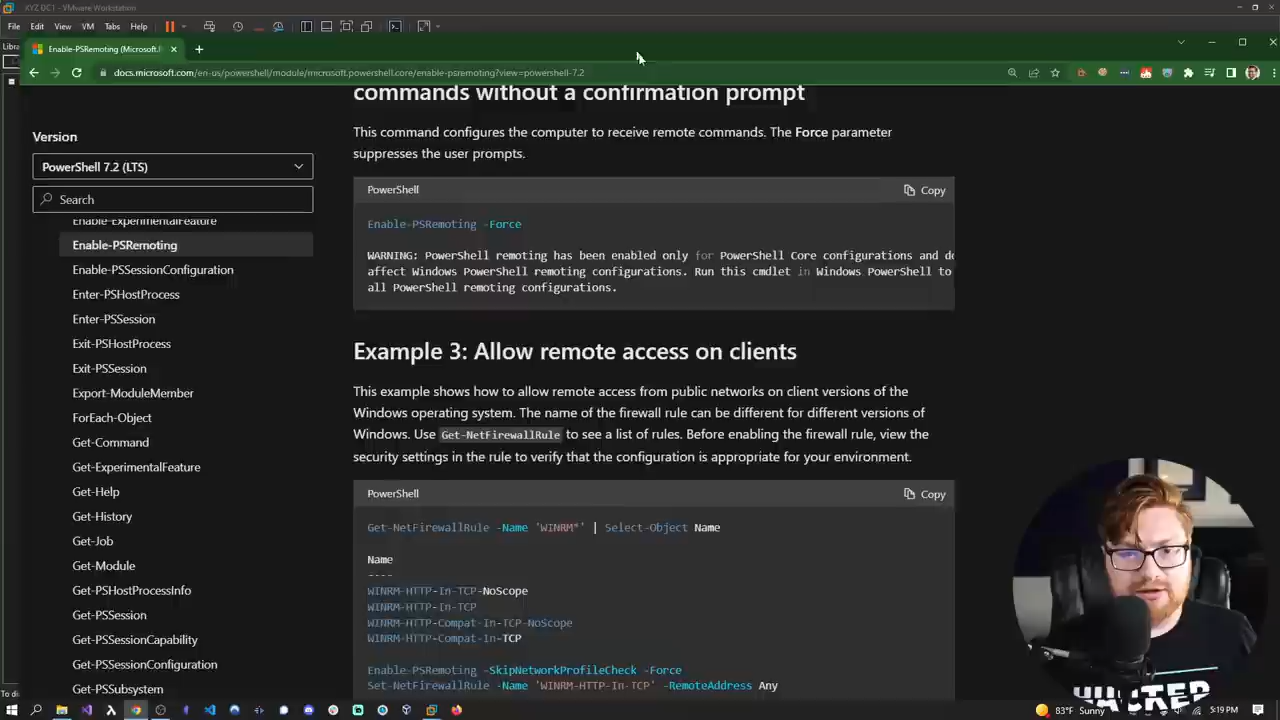 XYZ DC1 - VMware Workstation
File Edit View VM Tabs Help
Enable-PSRemoting (Microsoft.
docs.microsoft.com/en-us/powershell/module/microsoft.powershell.core/enable-psremoting?view=powershell-7.2
Version
PowerShell 7.2 (LTS)
Search
Enable-ExperimentalFeature
Enable-PSRemoting
Enable-PSSessionConfiguration
Enter-PSHostProcess
Enter-PSSession
Exit-PSHostProcess
Exit-PSSession
Export-ModuleMember
ForEach-Object
Get-Command
Get-ExperimentalFeature
Get-Help
Get-History
Get-Job
Get-Module
Get-PSHostProcessInfo
Get-PSSession
Get-PSSessionCapability
Get-PSSessionConfiguration
Get-PSSubsystem
commands without a confirmation prompt
This command configures the computer to receive remote commands. The Force parameter
suppresses the user prompts.
PowerShell Copy
Enable-PSRemoting -Force
WARNING: PowerShell remoting has been enabled only for PowerShell Core configurations and do
affect Windows PowerShell remoting configurations. Run this cmdlet in Windows PowerShell to
all PowerShell remoting configurations.
Example 3: Allow remote access on clients
This example shows how to allow remote access from public networks on client versions of the
Windows operating system. The name of the firewall rule can be different for different versions of
Windows. Use Get-NetFirewallRule to see a list of rules. Before enabling the firewall rule, view the
security settings in the rule to verify that the configuration is appropriate for your environment.
PowerShell Copy
Get-NetFirewallRule -Name 'WINRM*' | Select-Object Name
Name
----
WINRM-HTTP-In-TCP-NoScope
WINRM-HTTP-In-TCP
WINRM-HTTP-Compat-In-TCP-NoScope
WINRM-HTTP-Compat-In-TCP
Enable-PSRemoting -SkipNetworkProfileCheck -Force
Set-NetFirewallRule -Name 'WINRM-HTTP-In-TCP' -RemoteAddress Any
HACKER
83°F Sunny
5:19 PM